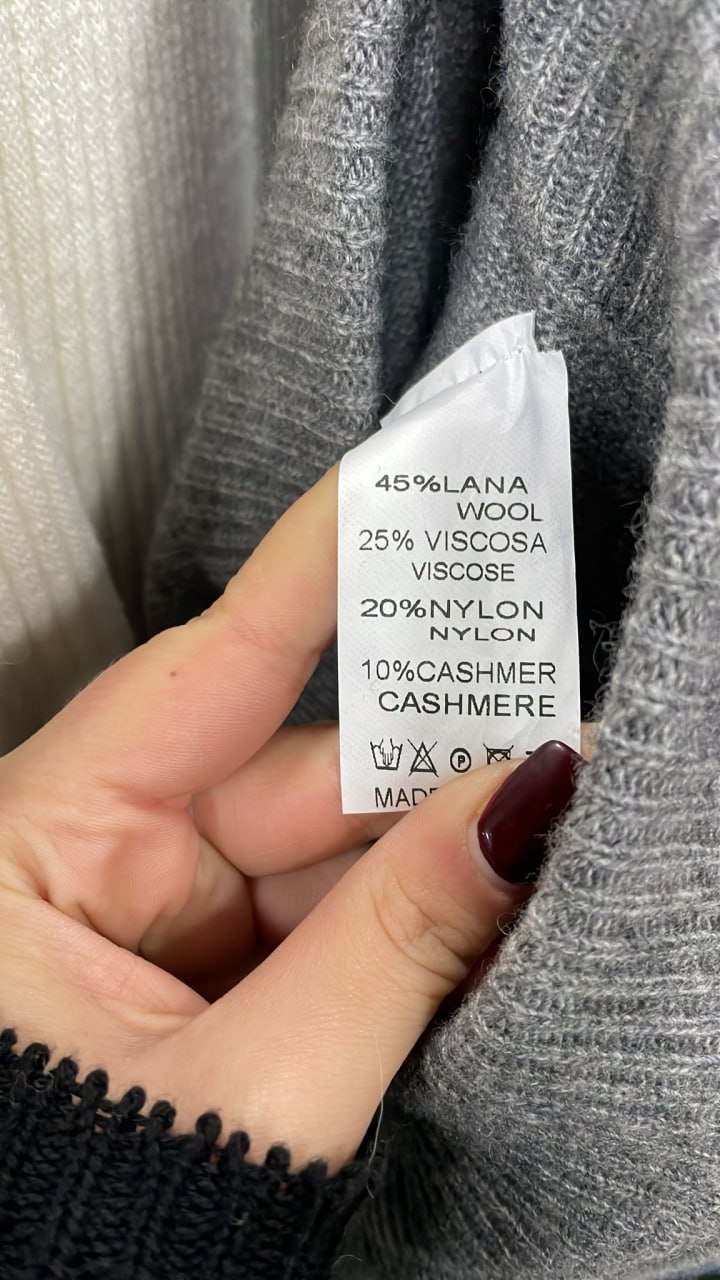 45%LANA
WOOL
25% VISCOSA
VISCOSE
20%NYLON
NYLON
10%CASHMER
CASHMERE
P